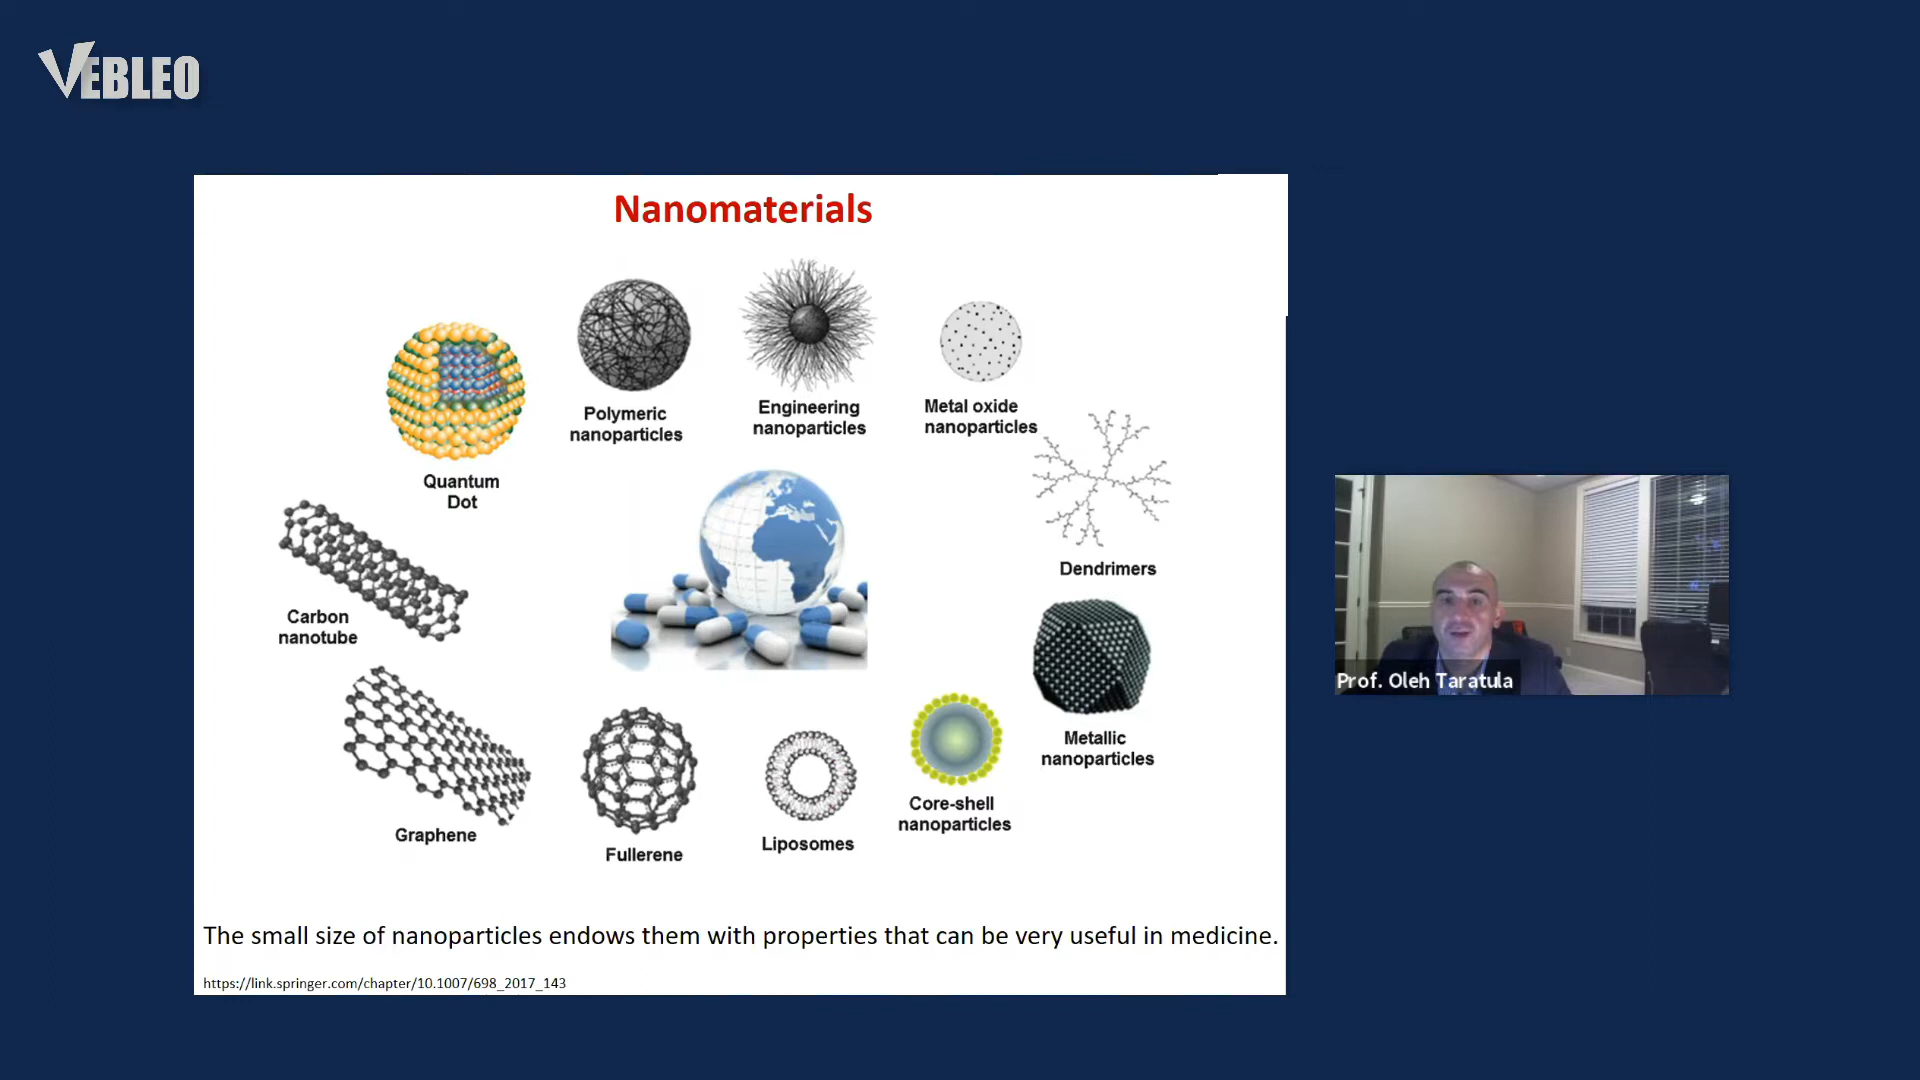 VEBLEO
Nanomaterials
Polymeric
nanoparticles
Engineering
nanoparticles
Metal oxide
nanoparticles
Quantum
Dot
Dendrimers
Carbon
nanotube
Metallic
nanoparticles
Graphene
Fullerene
Liposomes
Core-shell
nanoparticles
The small size of nanoparticles endows them with properties that can be very useful in medicine.
https://link.springer.com/chapter/10.1007/698_2017_143
Prof. Oleh Taratula